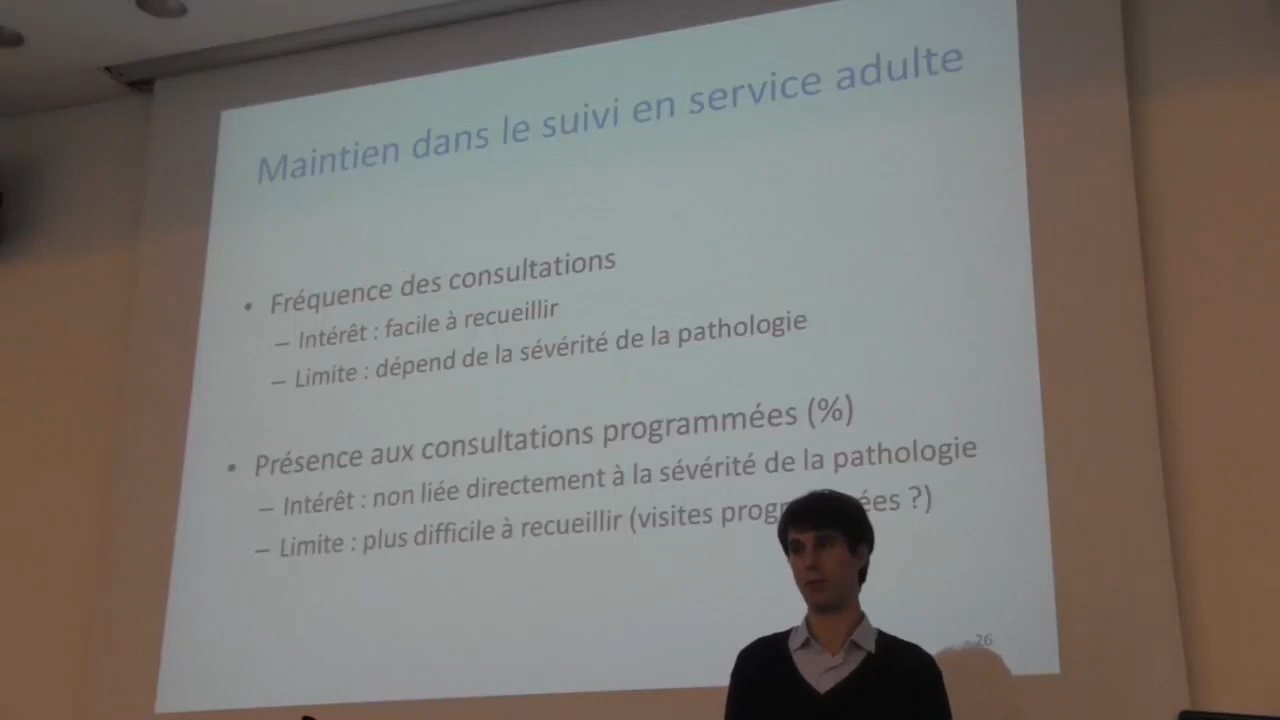 Maintien dans le suivi en service adulte
• Fréquence des consultations
– Intérêt : facile à recueillir
– Limite : dépend de la sévérité de la pathologie
• Présence aux consultations programmées (%)
– Intérêt : non liée directement à la sévérité de la pathologie
– Limite : plus difficile à recueillir (visites ées ?)
26